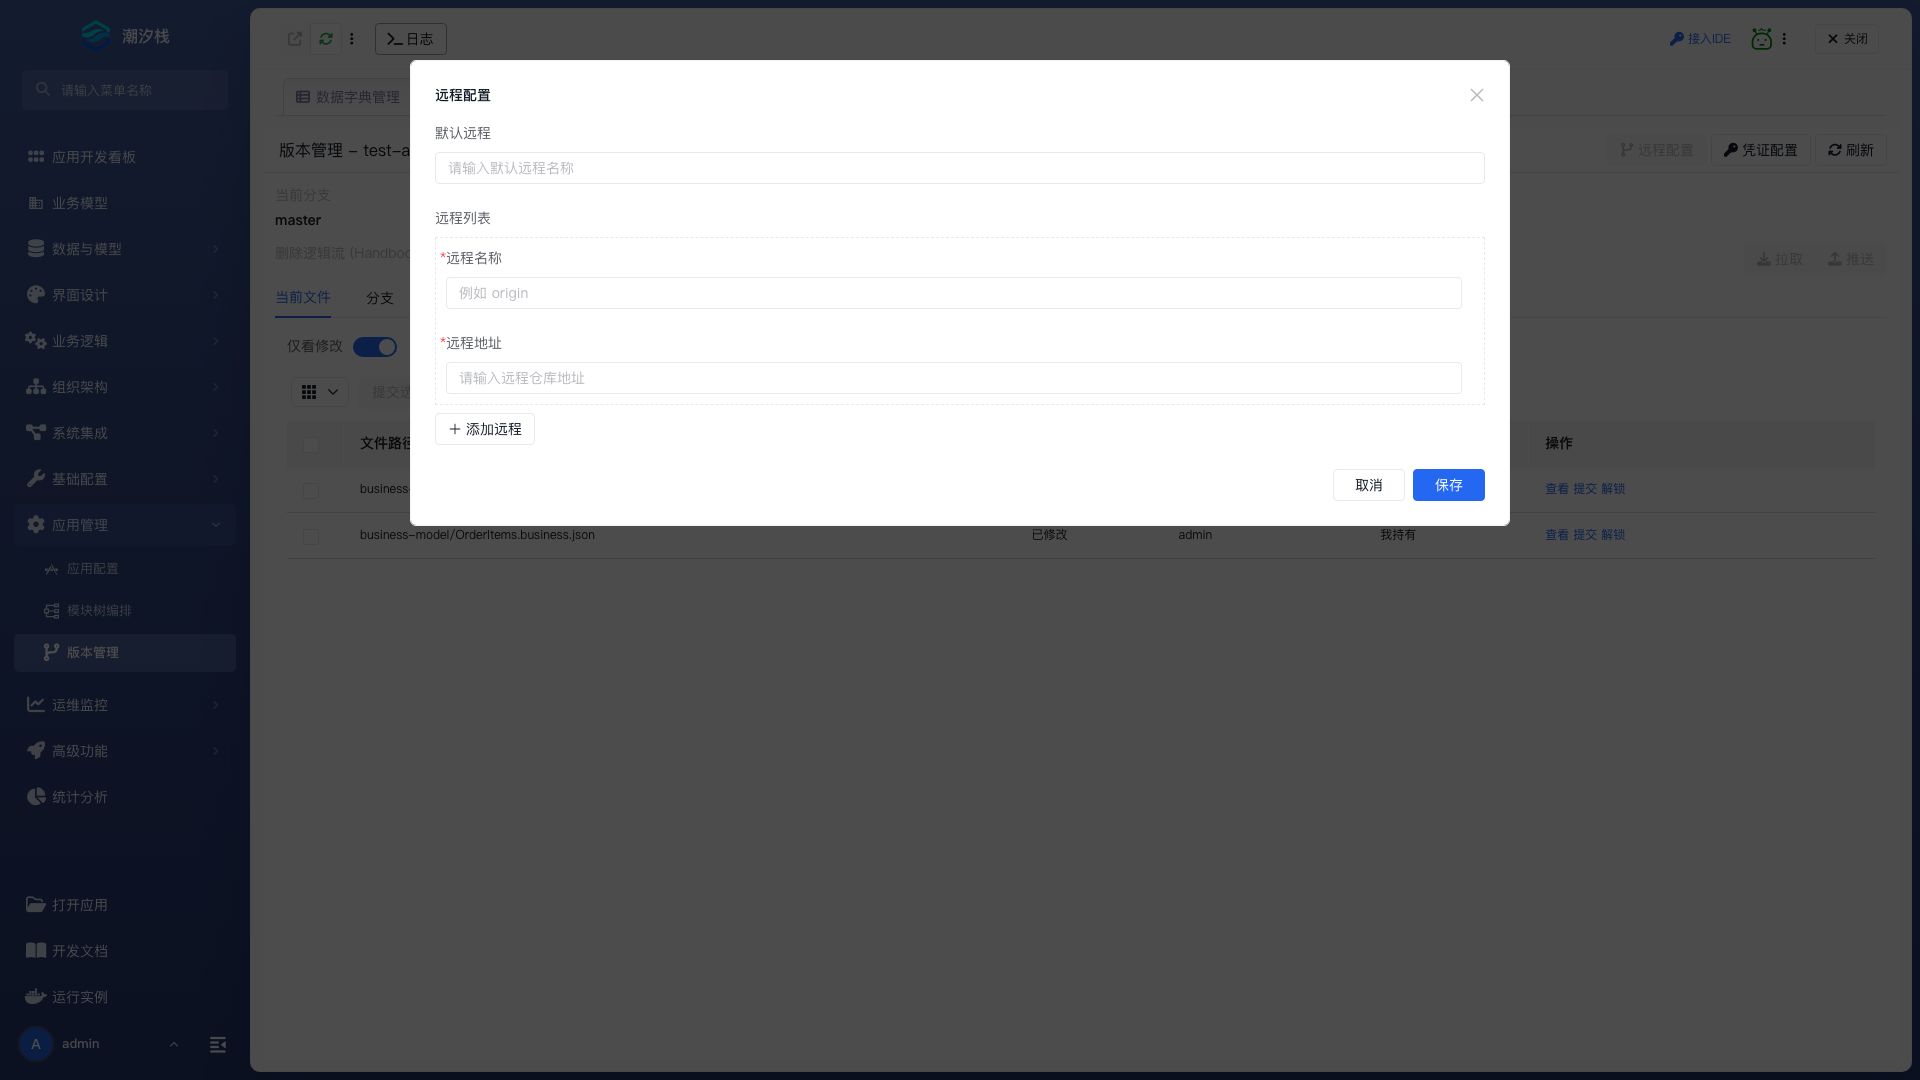 潮汐栈
请输入菜单名称
应用开发看板
业务模型
数据与模型
界面设计
业务逻辑
组织架构
系统集成
基础配置
应用管理
应用配置
模块树编排
版本管理
运维监控
高级功能
统计分析
打开应用
开发文档
运行实例
A admin
日志
接入IDE
关闭
数据字典管理
版本管理 - test-a
远程配置 凭证配置 刷新
当前分支
master
删除逻辑流 (Handboo
拉取 推送
当前文件 分支
仅看修改
提交选
文件路径 操作
business- 查看 提交 解锁
business-model/OrderItems.business.json 已修改 admin 我持有 查看 提交 解锁
远程配置
默认远程
请输入默认远程名称
远程列表
*远程名称
例如 origin
*远程地址
请输入远程仓库地址
添加远程
取消 保存